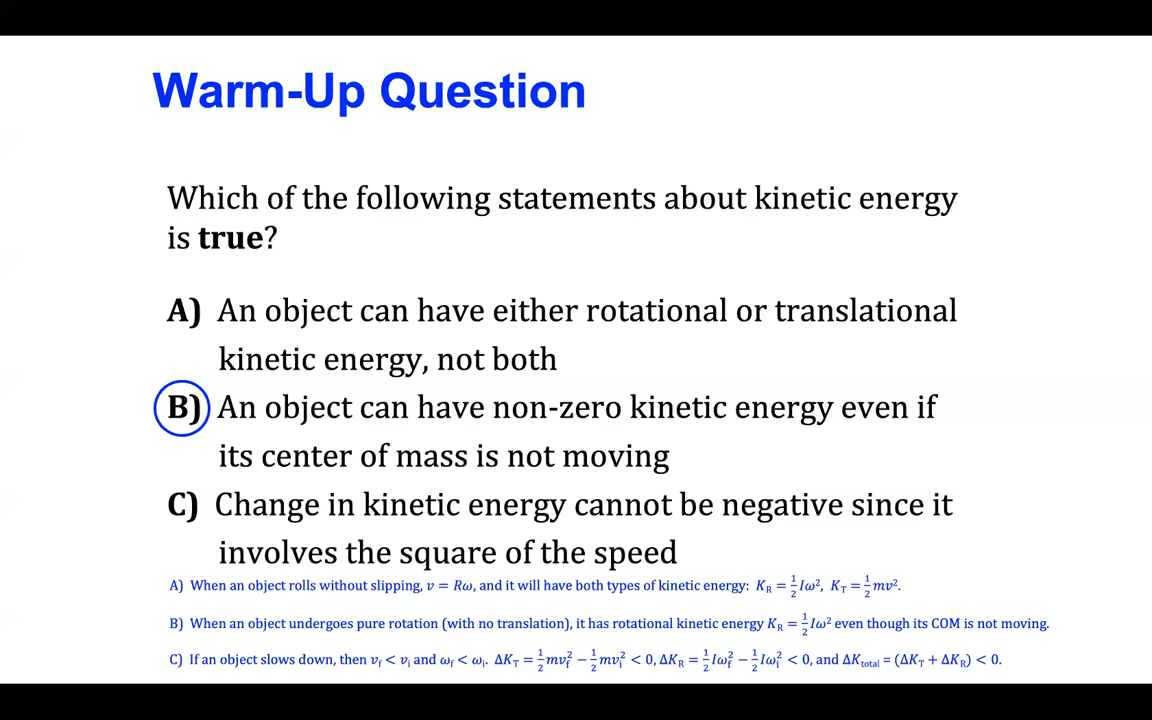 Warm-Up Question
Which of the following statements about kinetic energy
is true?
A) An object can have either rotational or translational
kinetic energy, not both
B) An object can have non-zero kinetic energy even if
its center of mass is not moving
C) Change in kinetic energy cannot be negative since it
involves the square of the speed
A) When an object rolls without slipping, v = Rω, and it will have both types of kinetic energy: K_R = ½Iω², K_T = ½mv².
B) When an object undergoes pure rotation (with no translation), it has rotational kinetic energy K_R = ½Iω² even though its COM is not moving.
C) If an object slows down, then v_f < v_i and ω_f < ω_i. ΔK_T = ½mv_f² − ½mv_i² < 0, ΔK_R = ½Iω_f² − ½Iω_i² < 0, and ΔK_total = (ΔK_T + ΔK_R) < 0.